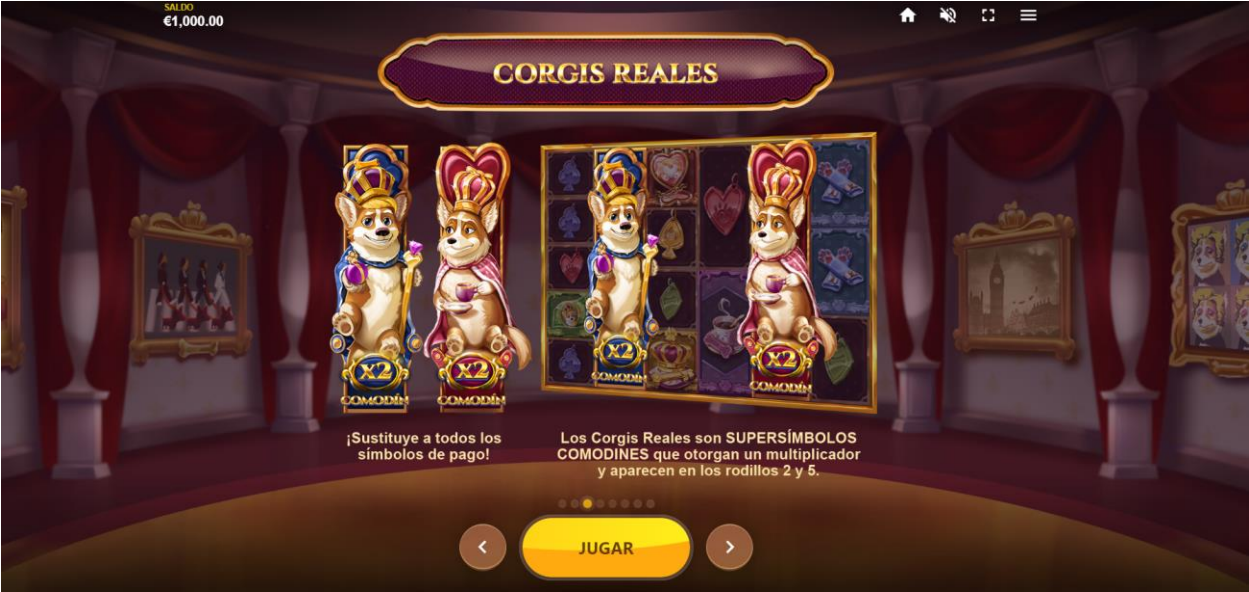 SALDO
€1,000.00
CORGIS REALES
X2
COMODÍN
X2
COMODÍN
X2
COMODÍN
X2
COMODÍN
¡Sustituye a todos los
símbolos de pago!
Los Corgis Reales son SUPERSÍMBOLOS
COMODINES que otorgan un multiplicador
y aparecen en los rodillos 2 y 5.
JUGAR